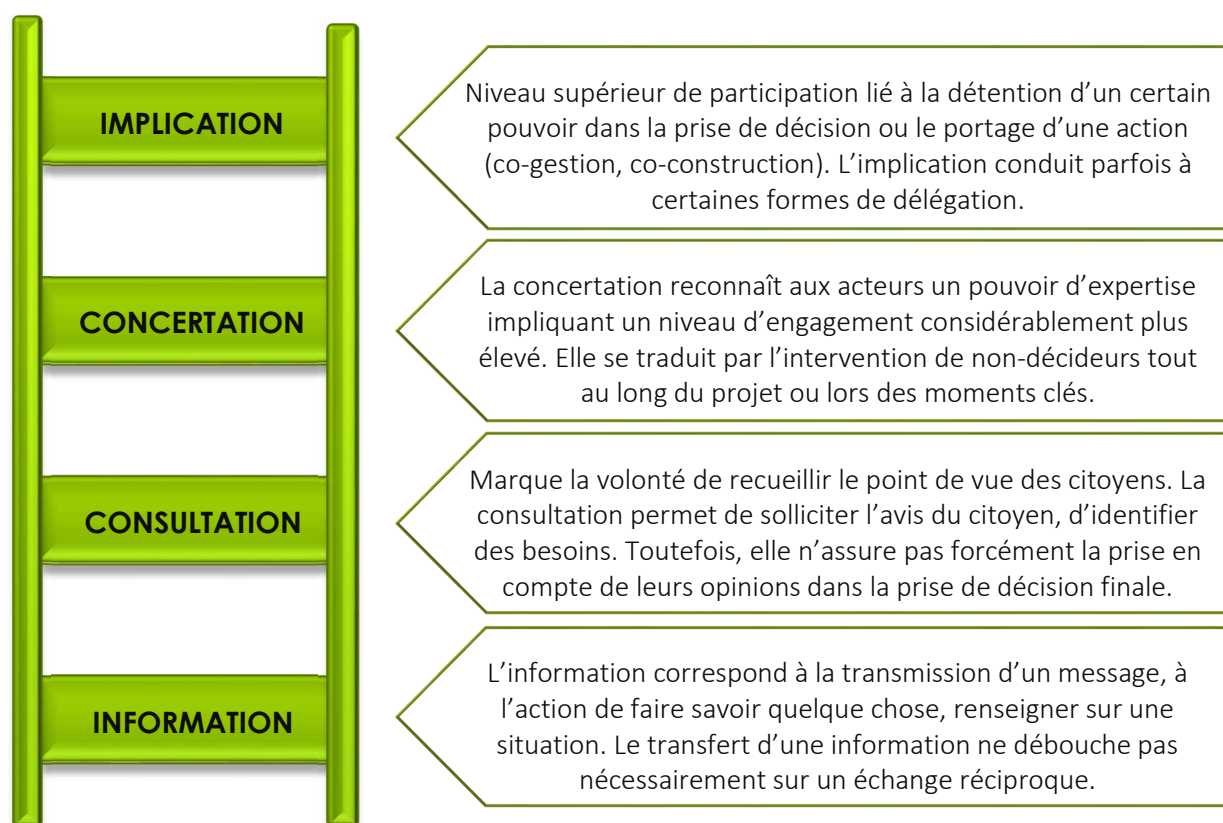 IMPLICATION
Niveau supérieur de participation lié à la détention d’un certain
pouvoir dans la prise de décision ou le portage d’une action
(co-gestion, co-construction). L’implication conduit parfois à
certaines formes de délégation.
CONCERTATION
La concertation reconnaît aux acteurs un pouvoir d’expertise
impliquant un niveau d’engagement considérablement plus
élevé. Elle se traduit par l’intervention de non-décideurs tout
au long du projet ou lors des moments clés.
CONSULTATION
Marque la volonté de recueillir le point de vue des citoyens. La
consultation permet de solliciter l’avis du citoyen, d’identifier
des besoins. Toutefois, elle n’assure pas forcément la prise en
compte de leurs opinions dans la prise de décision finale.
INFORMATION
L’information correspond à la transmission d’un message, à
l’action de faire savoir quelque chose, renseigner sur une
situation. Le transfert d’une information ne débouche pas
nécessairement sur un échange réciproque.